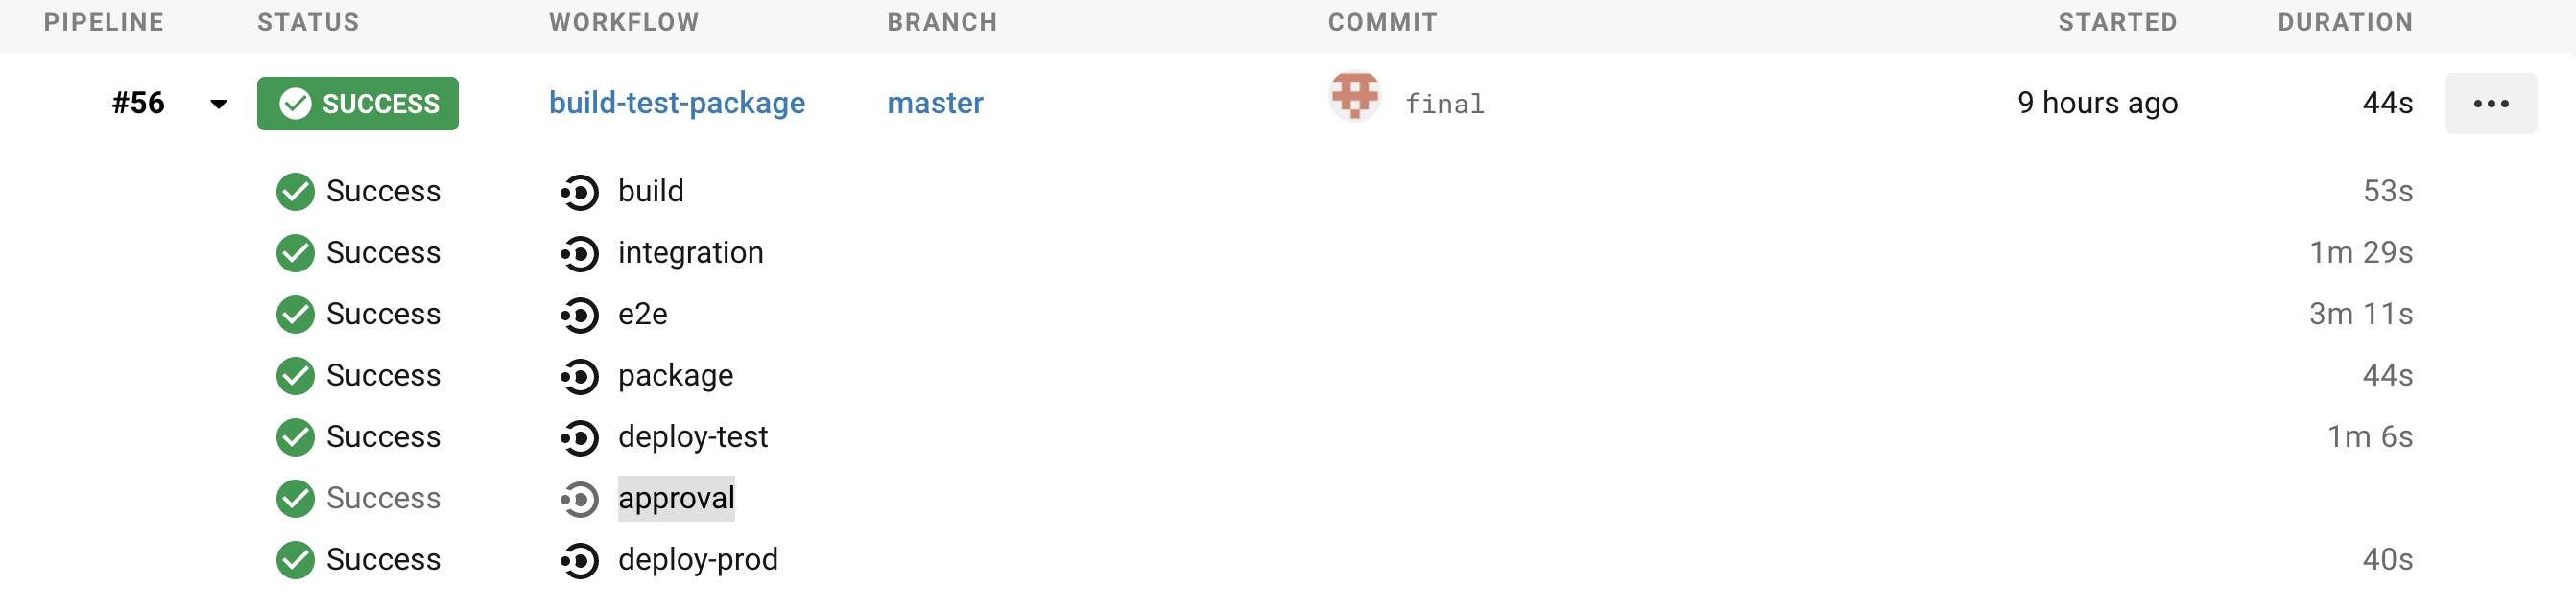 PIPELINE STATUS WORKFLOW BRANCH COMMIT STARTED DURATION
#56 SUCCESS build-test-package master final 9 hours ago 44s
Success build 53s
Success integration 1m 29s
Success e2e 3m 11s
Success package 44s
Success deploy-test 1m 6s
Success approval
Success deploy-prod 40s